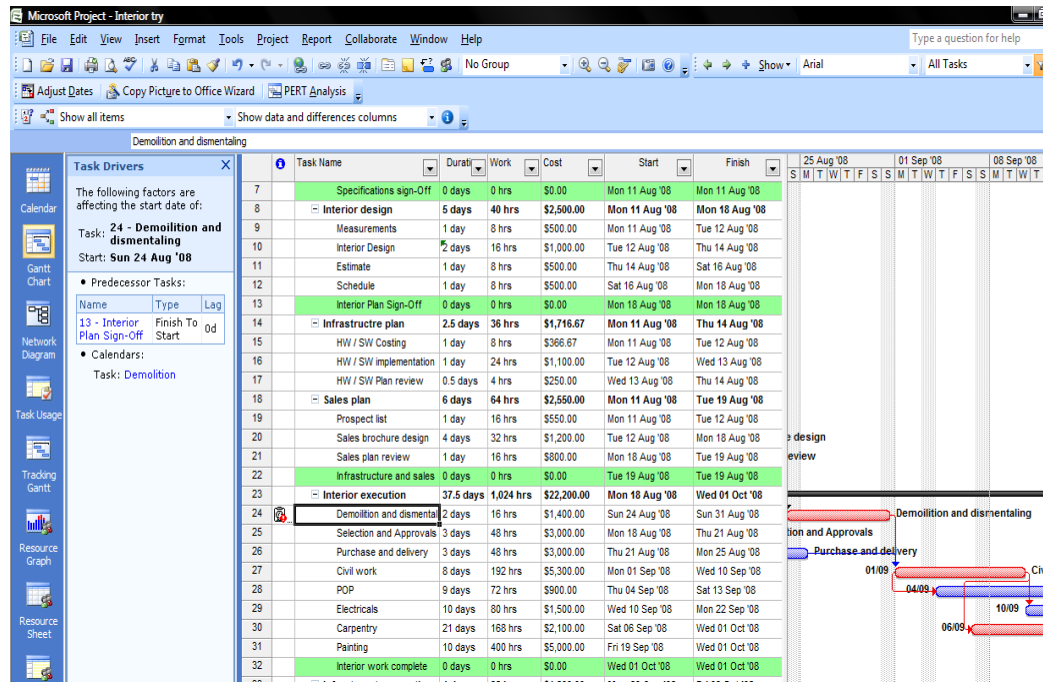 Microsoft Project - Interior try
File Edit View Insert Format Tools Project Report Collaborate Window Help
Type a question for help
No Group Show Arial All Tasks
Adjust Dates Copy Picture to Office Wizard PERT Analysis
Show all items Show data and differences columns
Demoilition and dismentaling
Calendar
Gantt Chart
Network Diagram
Task Usage
Tracking Gantt
Resource Graph
Resource Sheet
Task Drivers X
The following factors are
affecting the start date of:
Task: 24 - Demoilition and
dismentaling
Start: Sun 24 Aug '08
• Predecessor Tasks:
Name Type Lag
13 - Interior Plan Sign-Off Finish To Start 0d
• Calendars:
Task: Demolition
Task Name Durati Work Cost Start Finish
25 Aug '08 01 Sep '08 08 Sep '08
S M T W T F S S M T W T F S S M T W T
7 Specifications sign-Off 0 days 0 hrs $0.00 Mon 11 Aug '08 Mon 11 Aug '08
8 Interior design 5 days 40 hrs $2,500.00 Mon 11 Aug '08 Mon 18 Aug '08
9 Measurements 1 day 8 hrs $500.00 Mon 11 Aug '08 Tue 12 Aug '08
10 Interior Design 2 days 16 hrs $1,000.00 Tue 12 Aug '08 Thu 14 Aug '08
11 Estimate 1 day 8 hrs $500.00 Thu 14 Aug '08 Sat 16 Aug '08
12 Schedule 1 day 8 hrs $500.00 Sat 16 Aug '08 Mon 18 Aug '08
13 Interior Plan Sign-Off 0 days 0 hrs $0.00 Mon 18 Aug '08 Mon 18 Aug '08
14 Infrastructre plan 2.5 days 36 hrs $1,716.67 Mon 11 Aug '08 Thu 14 Aug '08
15 HW / SW Costing 1 day 8 hrs $366.67 Mon 11 Aug '08 Tue 12 Aug '08
16 HW / SW implementation 1 day 24 hrs $1,100.00 Tue 12 Aug '08 Wed 13 Aug '08
17 HW / SW Plan review 0.5 days 4 hrs $250.00 Wed 13 Aug '08 Thu 14 Aug '08
18 Sales plan 6 days 64 hrs $2,550.00 Mon 11 Aug '08 Tue 19 Aug '08
19 Prospect list 1 day 16 hrs $550.00 Mon 11 Aug '08 Tue 12 Aug '08
20 Sales brochure design 4 days 32 hrs $1,200.00 Tue 12 Aug '08 Mon 18 Aug '08 e design
21 Sales plan review 1 day 16 hrs $800.00 Mon 18 Aug '08 Tue 19 Aug '08 eview
22 Infrastructure and sales 0 days 0 hrs $0.00 Tue 19 Aug '08 Tue 19 Aug '08
23 Interior execution 37.5 days 1,024 hrs $22,200.00 Mon 18 Aug '08 Wed 01 Oct '08
24 Demoilition and dismental 2 days 16 hrs $1,400.00 Sun 24 Aug '08 Sun 31 Aug '08 Demoilition and dismentaling
25 Selection and Approvals 3 days 48 hrs $3,000.00 Mon 18 Aug '08 Thu 21 Aug '08 tion and Approvals
26 Purchase and delivery 3 days 48 hrs $3,000.00 Thu 21 Aug '08 Mon 25 Aug '08 Purchase and delivery
27 Civil work 8 days 192 hrs $5,300.00 Mon 01 Sep '08 Wed 10 Sep '08 01/09 Ci
28 POP 9 days 72 hrs $900.00 Thu 04 Sep '08 Sat 13 Sep '08 04/09
29 Electricals 10 days 80 hrs $1,500.00 Wed 10 Sep '08 Mon 22 Sep '08 10/09
30 Carpentry 21 days 168 hrs $2,100.00 Sat 06 Sep '08 Wed 01 Oct '08 06/09
31 Painting 10 days 400 hrs $5,000.00 Fri 19 Sep '08 Wed 01 Oct '08
32 Interior work complete 0 days 0 hrs $0.00 Wed 01 Oct '08 Wed 01 Oct '08